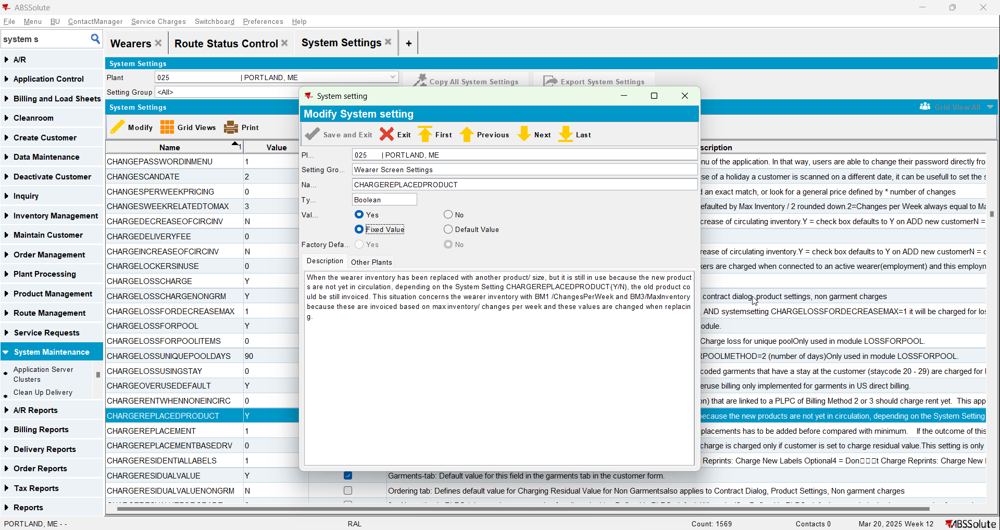 ABSSolute
File Menu BU ContactManager Service Charges Switchboard Preferences Help
system s
Wearers
Route Status Control
System Settings
+
A/R
Application Control
Billing and Load Sheets
Cleanroom
Create Customer
Data Maintenance
Deactivate Customer
Inquiry
Inventory Management
Maintain Customer
Order Management
Plant Processing
Product Management
Route Management
Service Requests
System Maintenance
Application Server
Clusters
Clean Up Delivery
A/R Reports
Billing Reports
Delivery Reports
Order Reports
Tax Reports
Reports
System Settings
Plant 025 | PORTLAND, ME
Copy All System Settings
Export System Settings
Setting Group <All>
System Settings
Grid View All
Modify Grid Views Print
Name 1 Value
CHANGEPASSWORDINMENU 1
CHANGESCANDATE 2
CHANGESPERWEEKPRICING 0
CHANGESWEEKRELATEDTOMAX 3
CHARGEDECREASEOFCIRCINV N
CHARGEDELIVERYFEE 0
CHARGEINCREASEOFCIRCINV N
CHARGELOCKERSINUSE 0
CHARGELOSSCHARGE Y
CHARGELOSSCHARGENONGRM Y
CHARGELOSSFORDECREASEMAX 1
CHARGELOSSFORPOOL Y
CHARGELOSSFORPOOLITEMS 0
CHARGELOSSUNIQUEPOOLDAYS 90
CHARGELOSSUSINGSTAY 0
CHARGEOVERUSEDEFAULT Y
CHARGERENTWHENNONEINCIRC 0
CHARGEREPLACEDPRODUCT Y
CHARGEREPLACEMENT 1
CHARGEREPLACEMENTBASEDRV 0
CHARGERESIDENTIALLABELS 1
CHARGERESIDUALVALUE Y Garments-tab: Default value for this field in the garments tab in the customer form.
CHARGERESIDUALVALUENONGRM N Ordering tab: Defines default value for Charging Residual Value for Non Garmentsalso applies to Contract Dialog, Product Settings, Non garment charges
System setting
Modify System setting
Save and Exit Exit First Previous Next Last
Pl... 025 | PORTLAND, ME
Setting Gro... Wearer Screen Settings
Na... CHARGEREPLACEDPRODUCT
Ty... Boolean
Val... Yes No
Fixed Value Default Value
Factory Defa... Yes No
Description Other Plants
When the wearer inventory has been replaced with another product/ size, but it is still in use because the new product
s are not yet in circulation, depending on the System Setting CHARGEREPLACEDPRODUCT(Y/N), the old product co
uld be still invoiced. This situation concerns the wearer inventory with BM1 /ChangesPerWeek and BM3/MaxInventory
because these are invoiced based on max inventory/ changes per week and these values are changed when replacin
g.
scription
nu of the application. In that way, users are able to change their password directly fro
se of a holiday a customer is scanned on a different date, it can be usefull to set the s
an exact match, or look for a general price defined by * number of changes
efaulted by Max Inventory / 2 rounded down.2=Changes per Week always equal to Ma
crease of circulating inventory.Y = check box defaults to Y on ADD new customerN =
rease of circulating inventory.Y = check box defaults to Y on ADD new customerN = c
kers are charged when connected to an active wearer(employment) and this employn
contract dialog, product settings, non garment charges
, AND systemsetting CHARGELOSSFORDECREASEMAX=1 it will be charged for los
odule.
Charge loss for unique poolOnly used in module LOSSFORPOOL.
RPOOLMETHOD=2 (number of days)Only used in module LOSSFORPOOL.
coded garments that have a stay at the customer (staycode 20 - 29) are charged for l
eruse billing only implemented for garments in US direct billing.
on) that are linked to a PLPC of Billing Method 2 or 3 should charge rent yet. This app
because the new products are not yet in circulation, depending on the System Setting
placements has to be added before compared with minimum. If the outcome of this
charge is charged only if customer is set to charge residual value.This setting is only
Reprints: Charge New Labels Optional4 = Don□□□t Charge Reprints: Charge New l
PORTLAND, ME - - RAL Count: 1569 Contacts 0 Mar 20, 2025 Week 12 ABSSolute